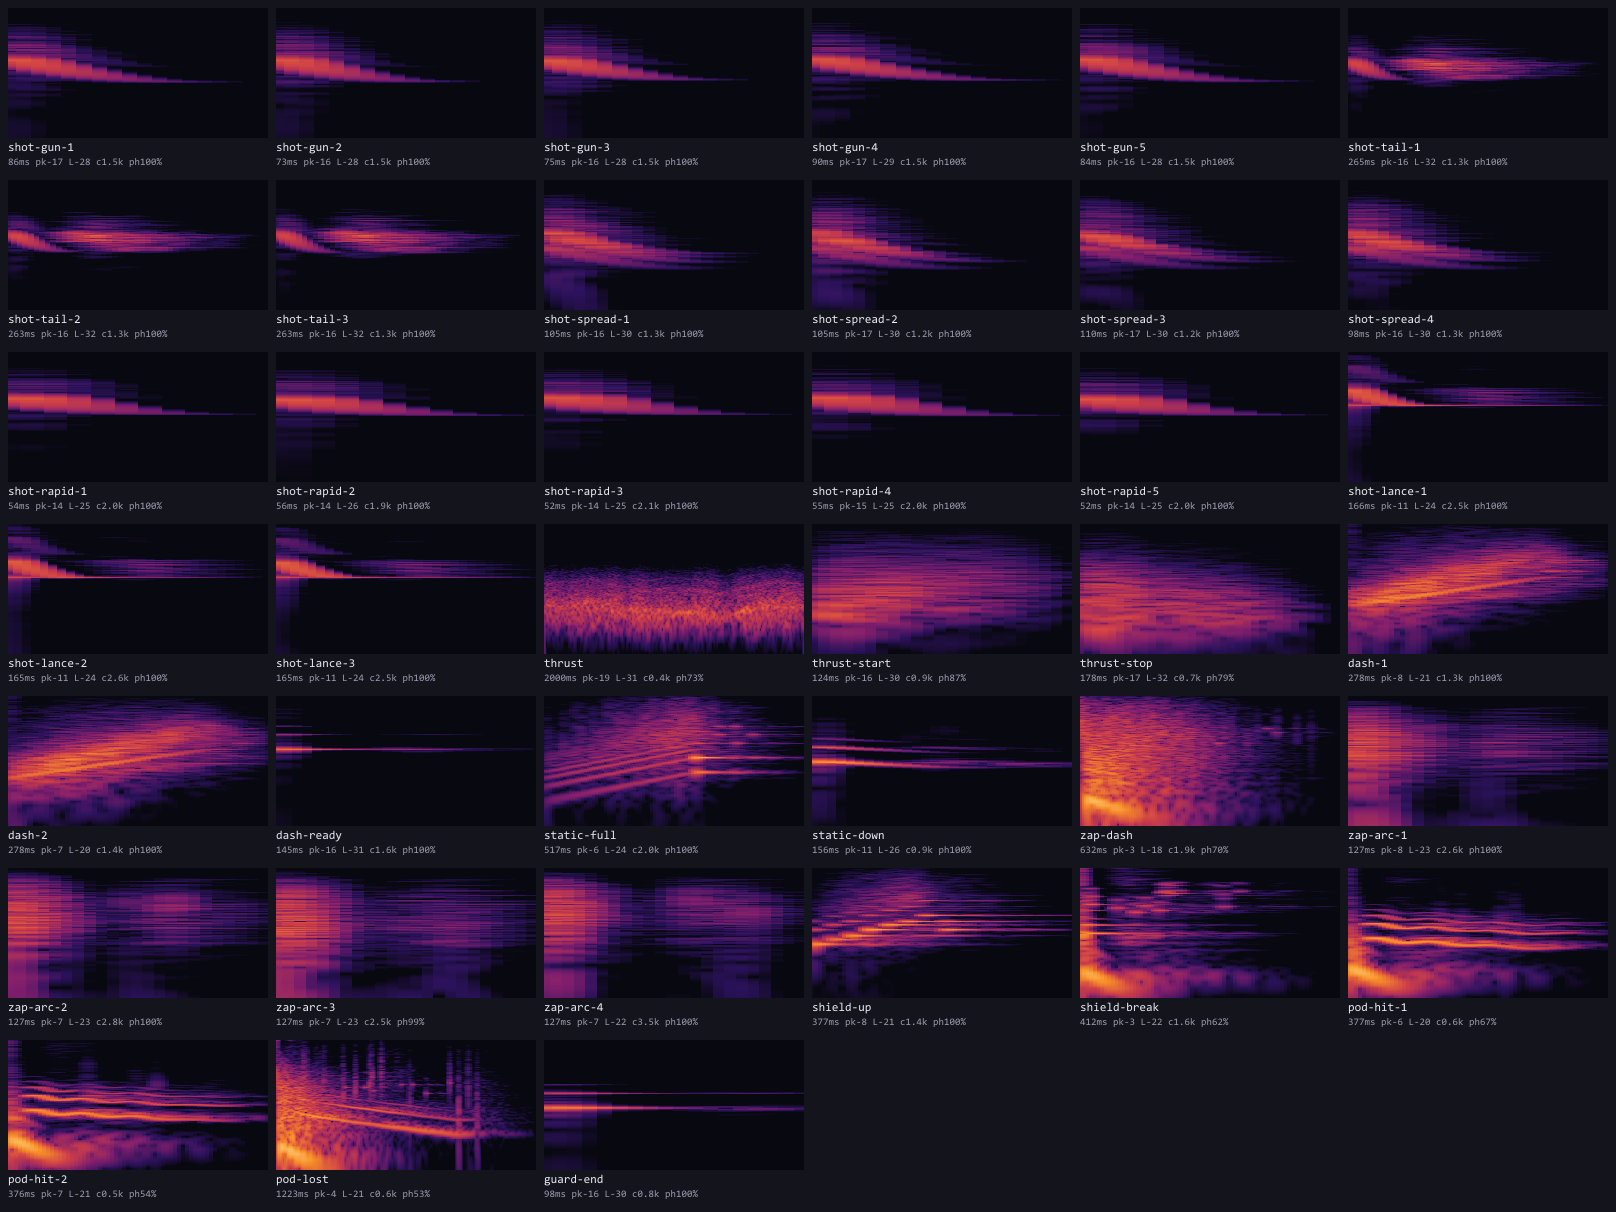 shot-gun-1
86ms pk-17 L-28 c1.5k ph100%
shot-gun-2
73ms pk-16 L-28 c1.5k ph100%
shot-gun-3
75ms pk-16 L-28 c1.5k ph100%
shot-gun-4
90ms pk-17 L-29 c1.5k ph100%
shot-gun-5
84ms pk-16 L-28 c1.5k ph100%
shot-tail-1
265ms pk-16 L-32 c1.3k ph100%
shot-tail-2
263ms pk-16 L-32 c1.3k ph100%
shot-tail-3
263ms pk-16 L-32 c1.3k ph100%
shot-spread-1
105ms pk-16 L-30 c1.3k ph100%
shot-spread-2
105ms pk-17 L-30 c1.2k ph100%
shot-spread-3
110ms pk-17 L-30 c1.2k ph100%
shot-spread-4
98ms pk-16 L-30 c1.3k ph100%
shot-rapid-1
54ms pk-14 L-25 c2.0k ph100%
shot-rapid-2
56ms pk-14 L-26 c1.9k ph100%
shot-rapid-3
52ms pk-14 L-25 c2.1k ph100%
shot-rapid-4
55ms pk-15 L-25 c2.0k ph100%
shot-rapid-5
52ms pk-14 L-25 c2.0k ph100%
shot-lance-1
166ms pk-11 L-24 c2.5k ph100%
shot-lance-2
165ms pk-11 L-24 c2.6k ph100%
shot-lance-3
165ms pk-11 L-24 c2.5k ph100%
thrust
2000ms pk-19 L-31 c0.4k ph73%
thrust-start
124ms pk-16 L-30 c0.9k ph87%
thrust-stop
178ms pk-17 L-32 c0.7k ph79%
dash-1
278ms pk-8 L-21 c1.3k ph100%
dash-2
278ms pk-7 L-20 c1.4k ph100%
dash-ready
145ms pk-16 L-31 c1.6k ph100%
static-full
517ms pk-6 L-24 c2.0k ph100%
static-down
156ms pk-11 L-26 c0.9k ph100%
zap-dash
632ms pk-3 L-18 c1.9k ph70%
zap-arc-1
127ms pk-8 L-23 c2.6k ph100%
zap-arc-2
127ms pk-7 L-23 c2.8k ph100%
zap-arc-3
127ms pk-7 L-23 c2.5k ph99%
zap-arc-4
127ms pk-7 L-22 c3.5k ph100%
shield-up
377ms pk-8 L-21 c1.4k ph100%
shield-break
412ms pk-3 L-22 c1.6k ph62%
pod-hit-1
377ms pk-6 L-20 c0.6k ph67%
pod-hit-2
376ms pk-7 L-21 c0.5k ph54%
pod-lost
1223ms pk-4 L-21 c0.6k ph53%
guard-end
98ms pk-16 L-30 c0.8k ph100%